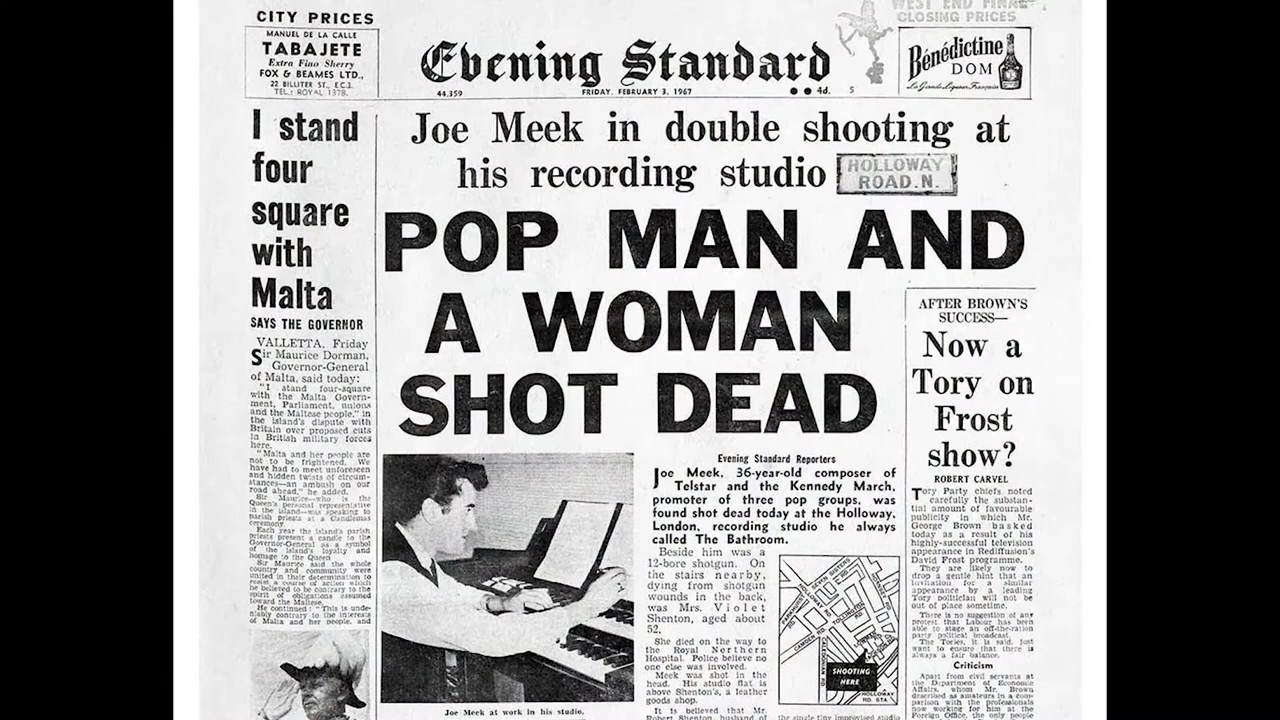 CITY PRICES
MANUEL DE LA CALLE
TABAJETE
Extra Fino Sherry
FOX & BEAMES LTD.,
22 BILLITER ST., E.C.3.
TEL.: ROYAL 1378.
Evening Standard
44,359
FRIDAY, FEBRUARY 3, 1967
4d.
5
WEST END FINAL
CLOSING PRICES
Bénédictine
DOM
La Grande Liqueur Française
I stand
four
square
with
Malta
SAYS THE GOVERNOR
VALLETTA, Friday
Sir Maurice Dorman,
Governor-General
of Malta, said today:
"I stand four-square
with the Malta Govern-
ment, Parliament, unions
and the Maltese people," in
the island's dispute with
Britain over proposed cuts
in British military forces
here.
"Malta and her people are
not to be frightened. We
have had to meet unforeseen
and hidden twists of circum-
stances—an ambush on our
road ahead," he added.
Sir Maurice—who is the
Queen's personal representative
in the island—was speaking to
parish priests at a Candlemas
ceremony.
Each year the island's parish
priests present a candle to the
Governor-General as a symbol
of the island's loyalty and
homage to the Queen
Sir Maurice said the whole
country and community were
united in their determination to
resist a course of action which
he believed to be contrary to the
spirit of obligations assumed
toward the Maltese.
He continued: "This is unde-
niably contrary to the interests
of Malta and her people, and
Joe Meek in double shooting at
his recording studio
HOLLOWAY
ROAD.N.
POP MAN AND
A WOMAN
SHOT DEAD
Joe Meek at work in his studio.
Evening Standard Reporters
Joe Meek, 36-year-old composer of
Telstar and the Kennedy March,
promoter of three pop groups, was
found shot dead today at the Holloway,
London, recording studio he always
called The Bathroom.
Beside him was a
12-bore shotgun. On
the stairs nearby,
dying from shotgun
wounds in the back,
was Mrs. Violet
Shenton, aged about
52.
She died on the way to
the Royal Northern
Hospital. Police believe no
one else was involved.
Meek was shot in the
head. His studio flat is
above Shenton's, a leather
goods shop.
It is believed that Mr.
Robert Shenton, husband of
SHOOTING
HERE
HOLLOWAY
RD. STA
the single tiny improvised studio
AFTER BROWN'S
SUCCESS—
Now a
Tory on
Frost
show?
ROBERT CARVEL
Tory Party chiefs noted
carefully the substan-
tial amount of favourable
publicity in which Mr.
George Brown basked
today as a result of his
highly-successful television
appearance in Rediffusion's
David Frost programme.
They are likely now to
drop a gentle hint that an
invitation for a similar
appearance by a leading
Tory politician will not be
out of place sometime.
There is no suggestion of any
protest that Labour has been
able to stage an off-the-ration
party political broadcast.
The Tories, it is said, just
want to ensure that there is
always a fair balance.
Criticism
Apart from civil servants at
the Department of Economic
Affairs, whom Mr. Brown
described as amateurs in a com-
parison with the professionals
now working for him at the
Foreign Office, the only people